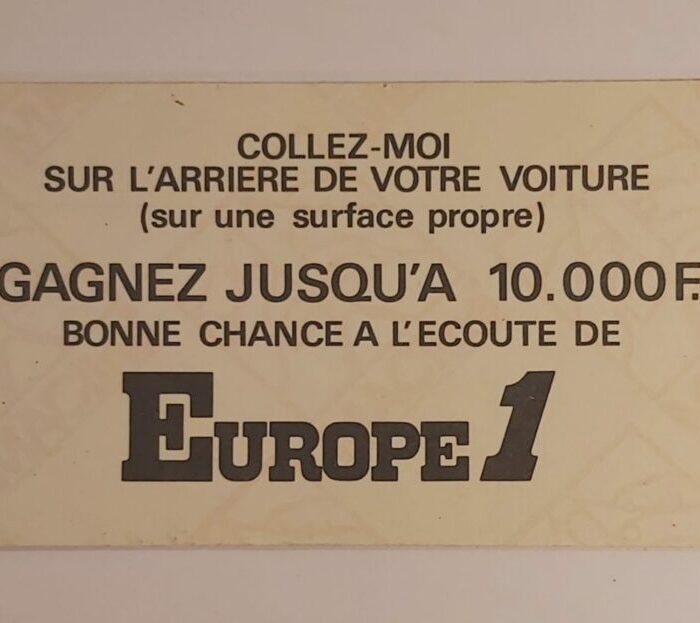 COLLEZ-MOI
SUR L'ARRIERE DE VOTRE VOITURE
(sur une surface propre)
GAGNEZ JUSQU'A 10.000 F.
BONNE CHANCE A L'ECOUTE DE
EUROPE 1